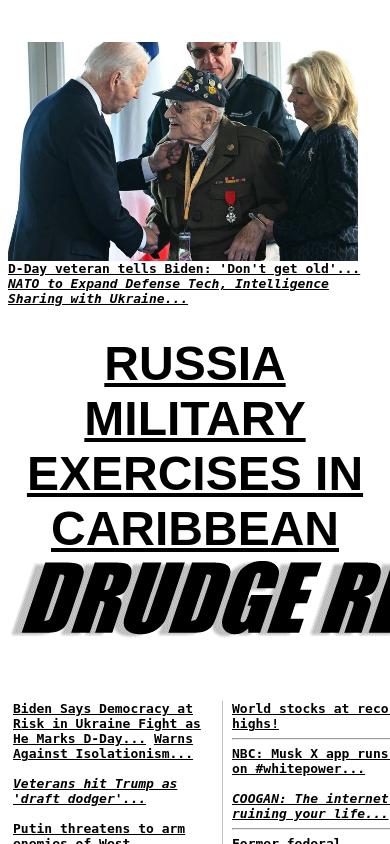 D-Day veteran tells Biden: 'Don't get old'...
NATO to Expand Defense Tech, Intelligence
Sharing with Ukraine...
RUSSIA
MILITARY
EXERCISES IN
CARIBBEAN
DRUDGE
Biden Says Democracy at
Risk in Ukraine Fight as
He Marks D-Day... Warns
Against Isolationism...
Veterans hit Trump as
'draft dodger'...
Putin threatens to arm
enemies of West
World stocks at reco
highs!
NBC: Musk X app runs
on #whitepower...
COOGAN: The internet
ruining your life...
Former federal